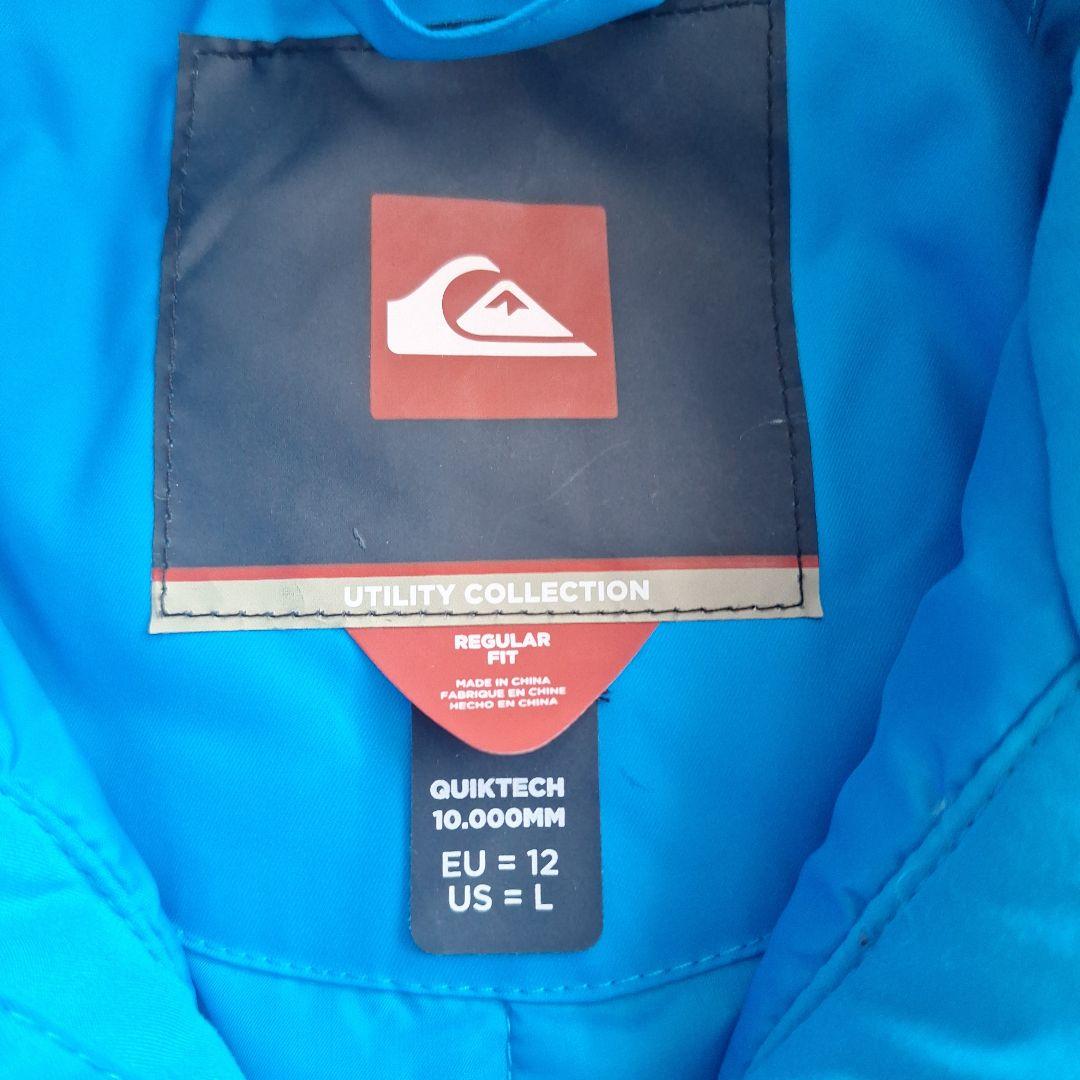 UTILITY COLLECTION
REGULAR
FIT
MADE IN CHINA
FABRIQUE EN CHINE
HECHO EN CHINA
QUIKTECH
10.000MM
EU = 12
US = L